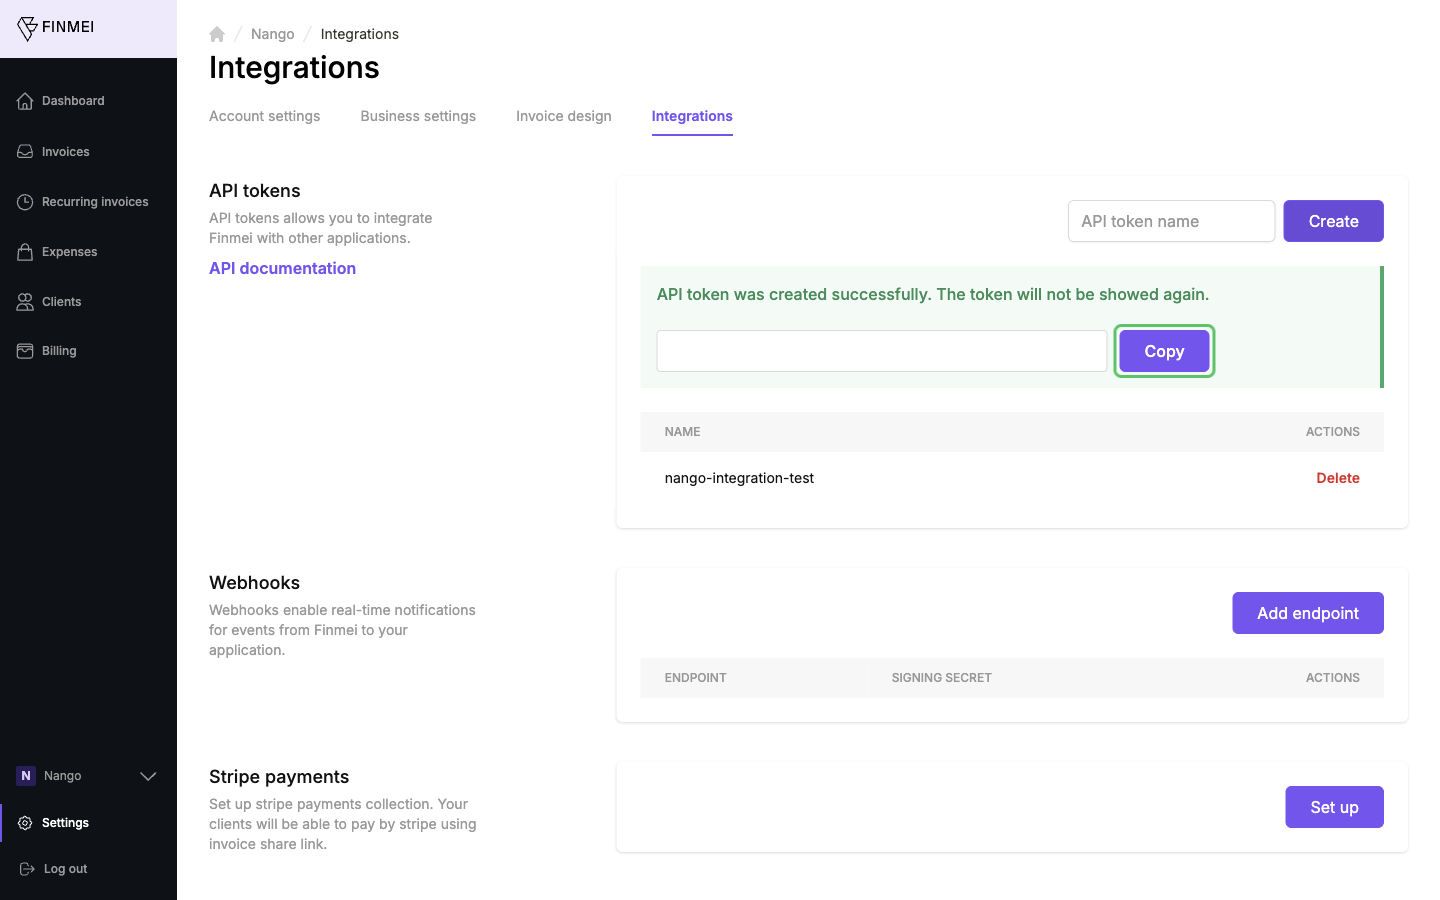 FINMEI
Dashboard
Invoices
Recurring invoices
Expenses
Clients
Billing
N Nango
Settings
Log out
Nango / Integrations
Integrations
Account settings Business settings Invoice design Integrations
API tokens
API tokens allows you to integrate
Finmei with other applications.
API documentation
API token name Create
API token was created successfully. The token will not be showed again.
Copy
NAME ACTIONS
nango-integration-test Delete
Webhooks
Webhooks enable real-time notifications
for events from Finmei to your
application.
Add endpoint
ENDPOINT SIGNING SECRET ACTIONS
Stripe payments
Set up stripe payments collection. Your
clients will be able to pay by stripe using
invoice share link.
Set up